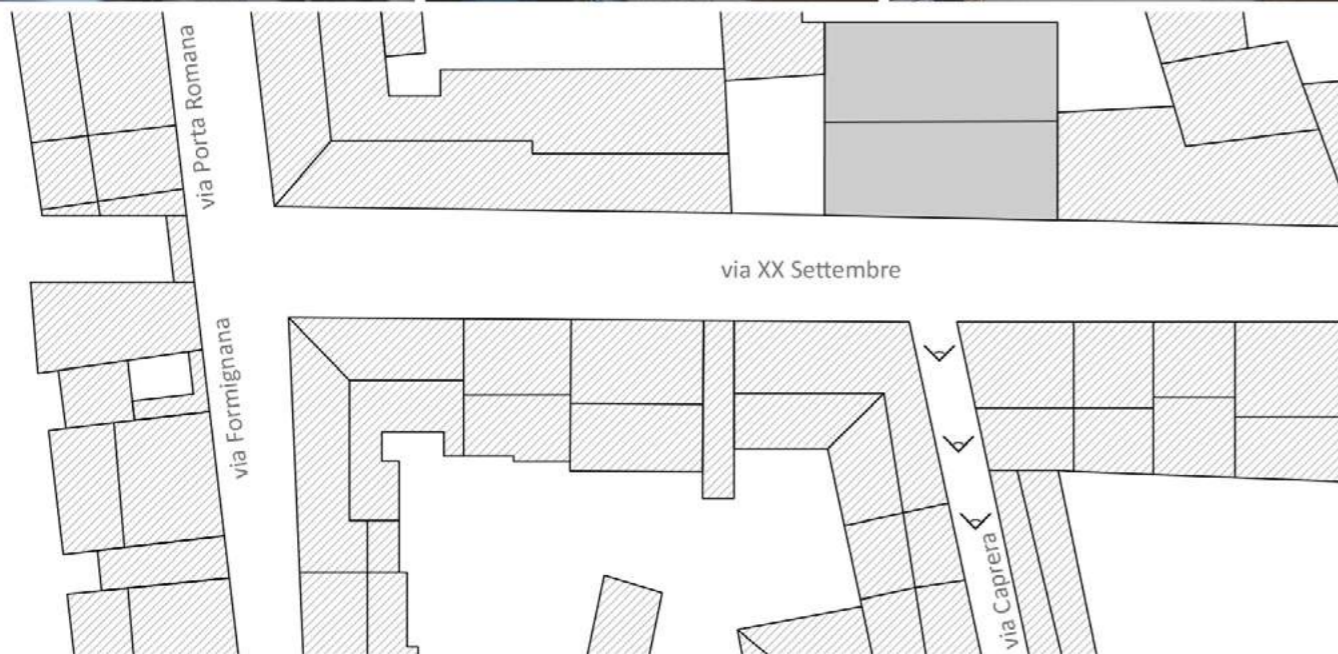 via Porta Romana
via XX Settembre
via Formignana
via Caprera